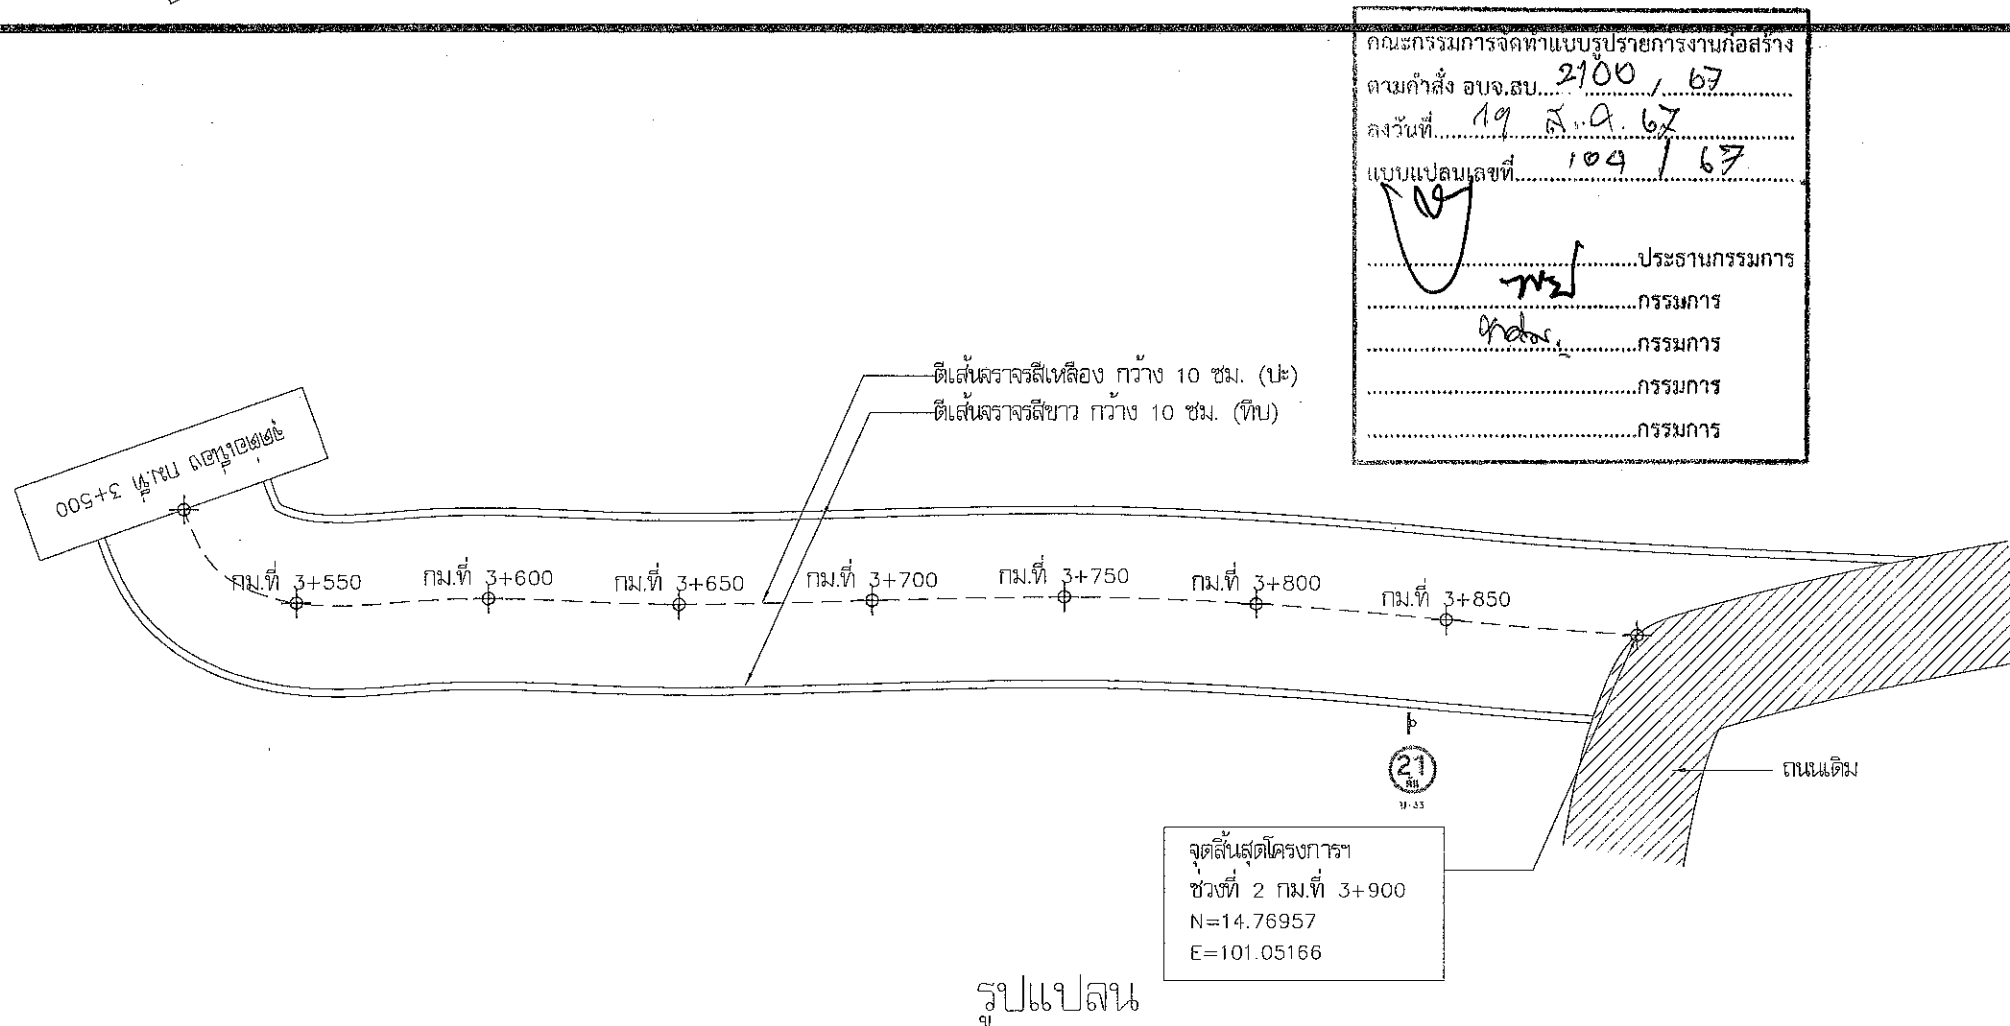 คณะกรรมการจัดทำแบบรูปรายการงานก่อสร้าง
ตามคำสั่ง อบจ.สบ. 2100 / 67
ลงวันที่ 19 ส.ค. 67
แบบแปลนเลขที่ 104 / 67
ประธานกรรมการ
กรรมการ
กรรมการ
กรรมการ
กรรมการ
ตีเส้นจราจรสีเหลือง กว้าง 10 ซม. (ปะ)
ตีเส้นจราจรสีขาว กว้าง 10 ซม. (ทึบ)
จุดต่อเนื่อง กม.ที่ 3+500
กม.ที่ 3+550
กม.ที่ 3+600
กม.ที่ 3+650
กม.ที่ 3+700
กม.ที่ 3+750
กม.ที่ 3+800
กม.ที่ 3+850
21
ตัน
บ.33
ถนนเดิม
จุดสิ้นสุดโครงการฯ
ช่วงที่ 2 กม.ที่ 3+900
N=14.76957
E=101.05166
รูปแปลน